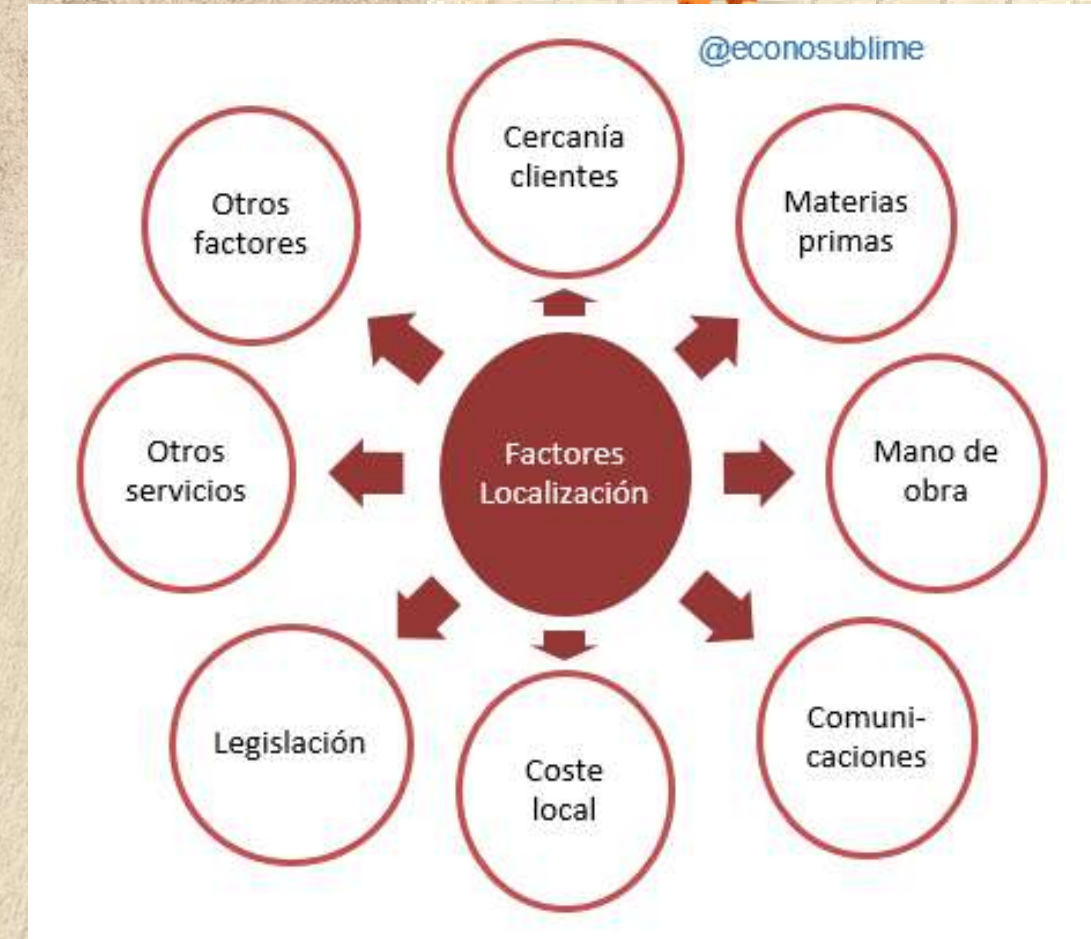 @econosublime
Cercanía
clientes
Materias
primas
Mano de
obra
Comuni-
caciones
Coste
local
Legislación
Otros
servicios
Otros
factores
Factores
Localización